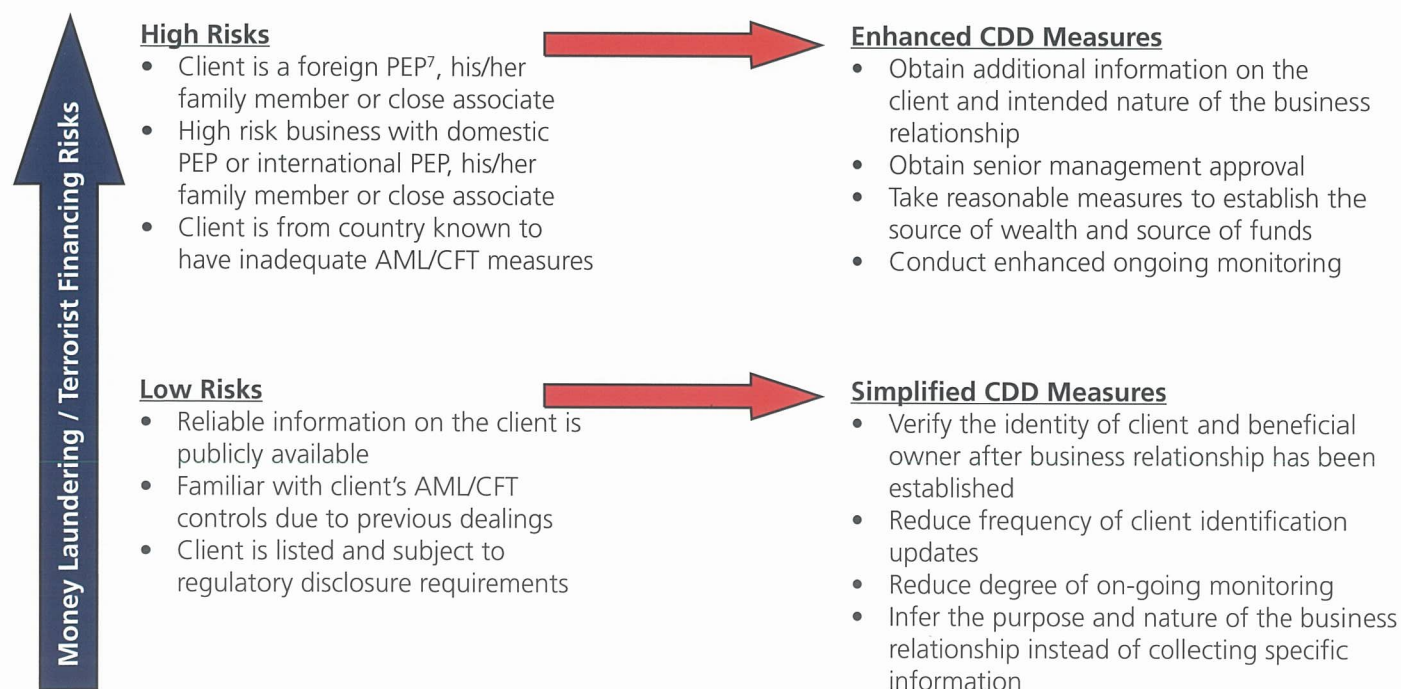 Money Laundering / Terrorist Financing Risks
High Risks
• Client is a foreign PEP⁷, his/her
family member or close associate
• High risk business with domestic
PEP or international PEP, his/her
family member or close associate
• Client is from country known to
have inadequate AML/CFT measures
Enhanced CDD Measures
• Obtain additional information on the
client and intended nature of the business
relationship
• Obtain senior management approval
• Take reasonable measures to establish the
source of wealth and source of funds
• Conduct enhanced ongoing monitoring
Low Risks
• Reliable information on the client is
publicly available
• Familiar with client's AML/CFT
controls due to previous dealings
• Client is listed and subject to
regulatory disclosure requirements
Simplified CDD Measures
• Verify the identity of client and beneficial
owner after business relationship has been
established
• Reduce frequency of client identification
updates
• Reduce degree of on-going monitoring
• Infer the purpose and nature of the business
relationship instead of collecting specific
information